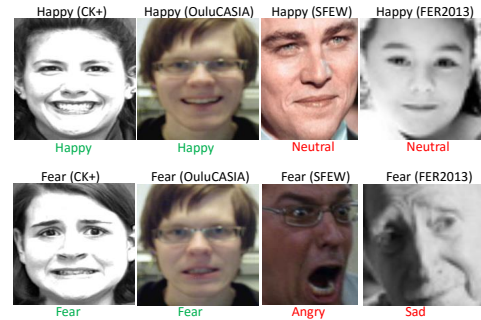 Happy (CK+) Happy (OuluCASIA) Happy (SFEW) Happy (FER2013)
Happy Happy Neutral Neutral
Fear (CK+) Fear (OuluCASIA) Fear (SFEW) Fear (FER2013)
Fear Fear Angry Sad